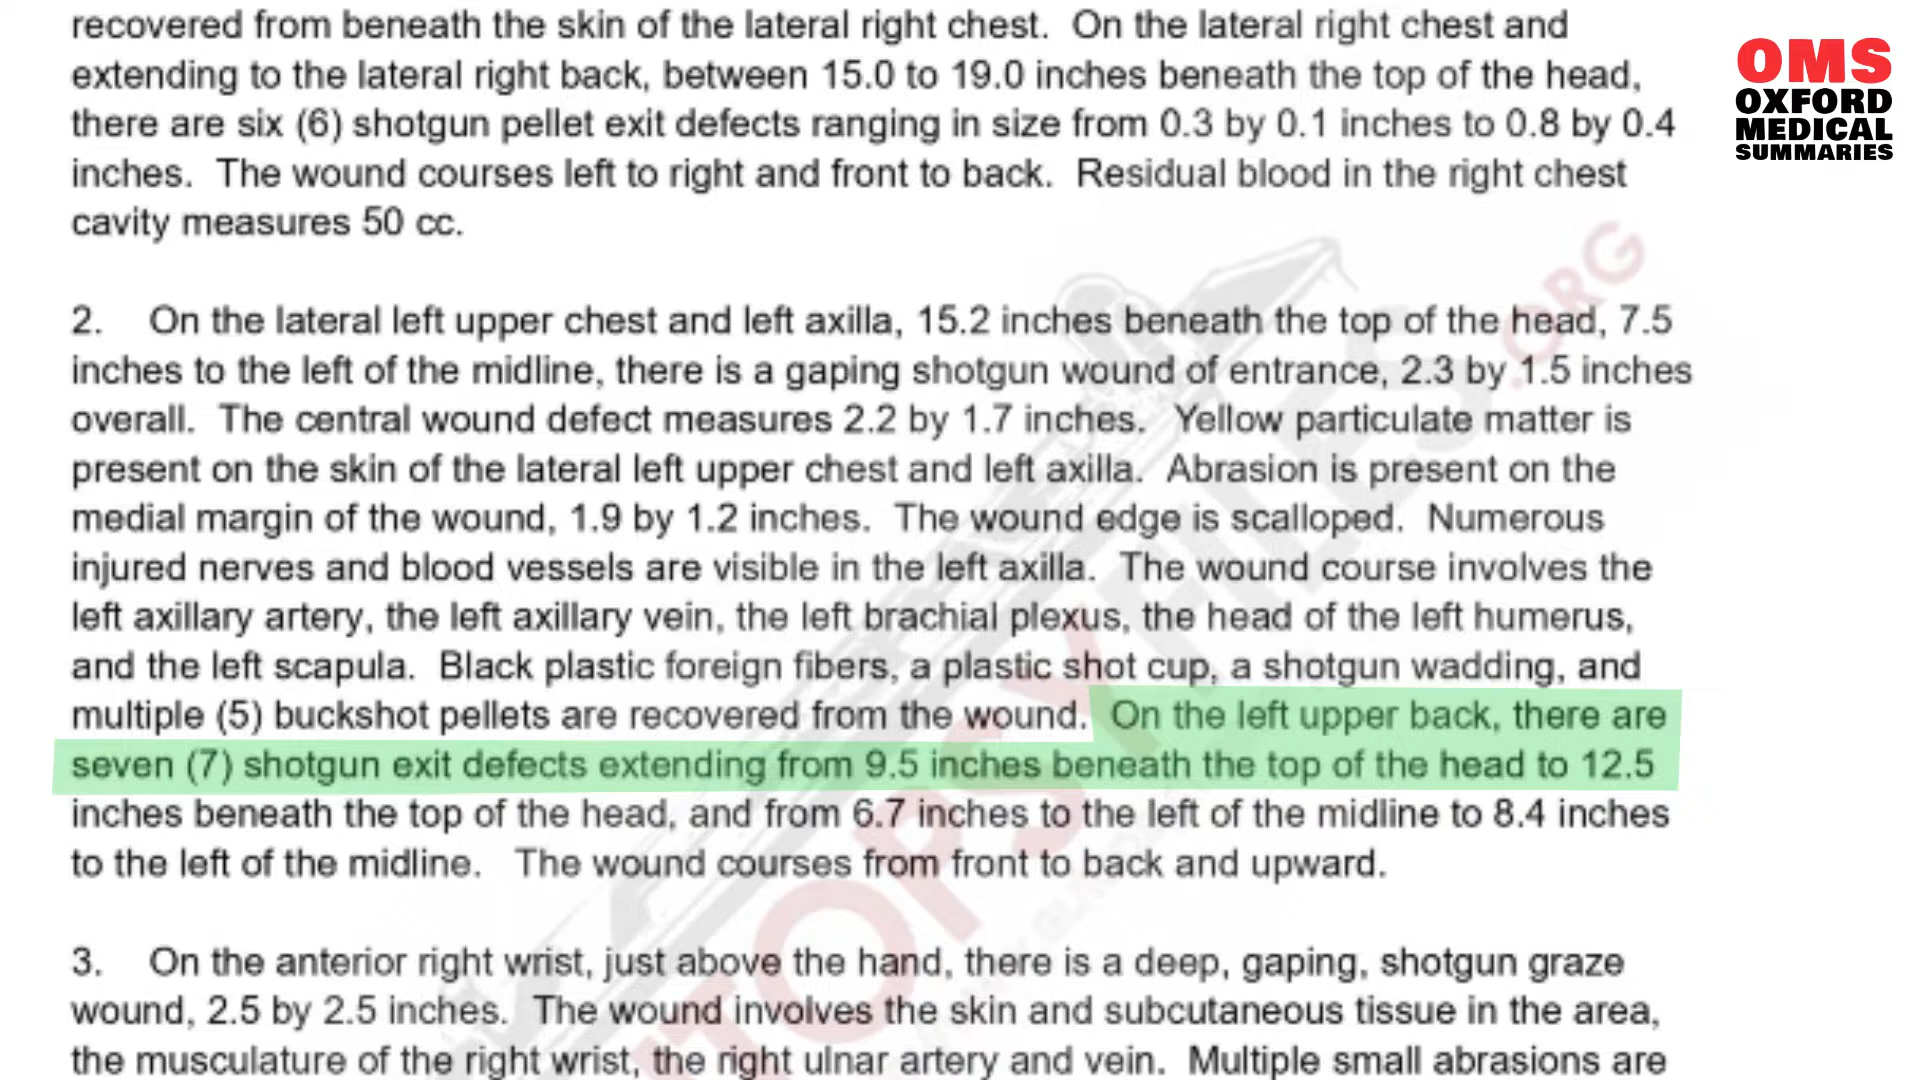 recovered from beneath the skin of the lateral right chest. On the lateral right chest and
extending to the lateral right back, between 15.0 to 19.0 inches beneath the top of the head,
there are six (6) shotgun pellet exit defects ranging in size from 0.3 by 0.1 inches to 0.8 by 0.4
inches. The wound courses left to right and front to back. Residual blood in the right chest
cavity measures 50 cc.
OMS
OXFORD
MEDICAL
SUMMARIES
2. On the lateral left upper chest and left axilla, 15.2 inches beneath the top of the head, 7.5
inches to the left of the midline, there is a gaping shotgun wound of entrance, 2.3 by 1.5 inches
overall. The central wound defect measures 2.2 by 1.7 inches. Yellow particulate matter is
present on the skin of the lateral left upper chest and left axilla. Abrasion is present on the
medial margin of the wound, 1.9 by 1.2 inches. The wound edge is scalloped. Numerous
injured nerves and blood vessels are visible in the left axilla. The wound course involves the
left axillary artery, the left axillary vein, the left brachial plexus, the head of the left humerus,
and the left scapula. Black plastic foreign fibers, a plastic shot cup, a shotgun wadding, and
multiple (5) buckshot pellets are recovered from the wound. On the left upper back, there are
seven (7) shotgun exit defects extending from 9.5 inches beneath the top of the head to 12.5
inches beneath the top of the head, and from 6.7 inches to the left of the midline to 8.4 inches
to the left of the midline. The wound courses from front to back and upward.
3. On the anterior right wrist, just above the hand, there is a deep, gaping, shotgun graze
wound, 2.5 by 2.5 inches. The wound involves the skin and subcutaneous tissue in the area,
the musculature of the right wrist, the right ulnar artery and vein. Multiple small abrasions are
TOPSY FILES .ORG